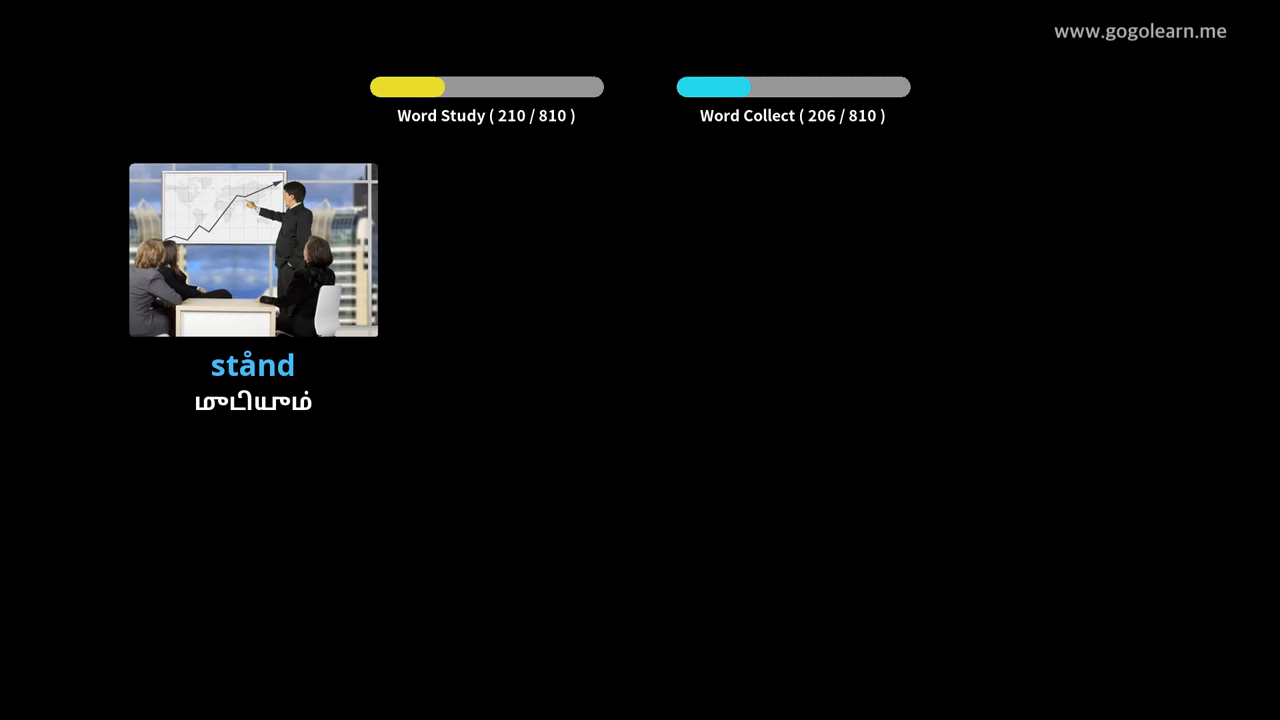 www.gogolearn.me
Word Study ( 210 / 810 )
Word Collect ( 206 / 810 )
stånd
முடியும்